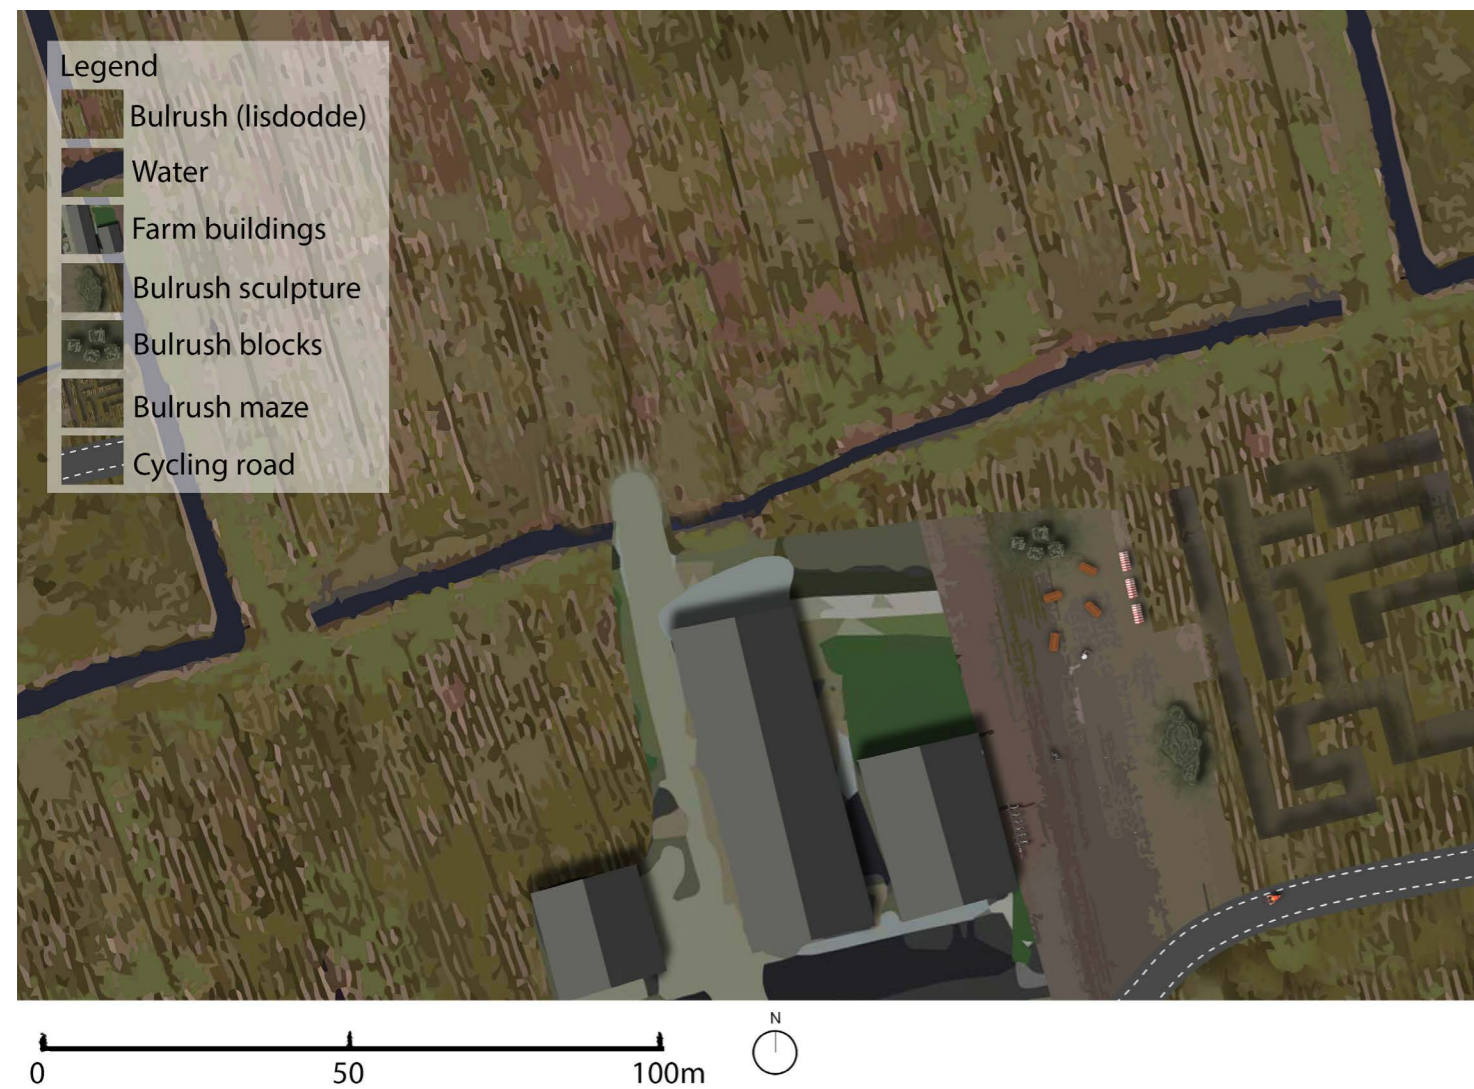 Legend
Bulrush (lisdodde)
Water
Farm buildings
Bulrush sculpture
Bulrush blocks
Bulrush maze
Cycling road
N
0 50 100m